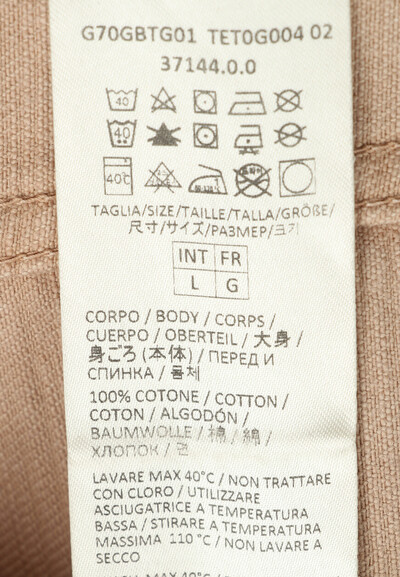 G70GBTG01 TET0G004 02
37144.0.0
40
40
40°C
TAGLIA/SIZE/TAILLE/TALLA/GRÖßE/
尺寸/サイズ/РАЗМЕР/크기
INT FR
L G
CORPO / BODY / CORPS /
CUERPO / OBERTEIL / 大身 /
身ごろ (本体) / ПЕРЕД И
СПИНКА / 몸체
100% COTONE / COTTON /
COTON / ALGODÓN /
BAUMWOLLE / 棉 / 綿 /
ХЛОПОК / 면
LAVARE MAX 40°C / NON TRATTARE
CON CLORO / UTILIZZARE
ASCIUGATRICE A TEMPERATURA
BASSA / STIRARE A TEMPERATURA
MASSIMA 110°C / NON LAVARE A
SECCO